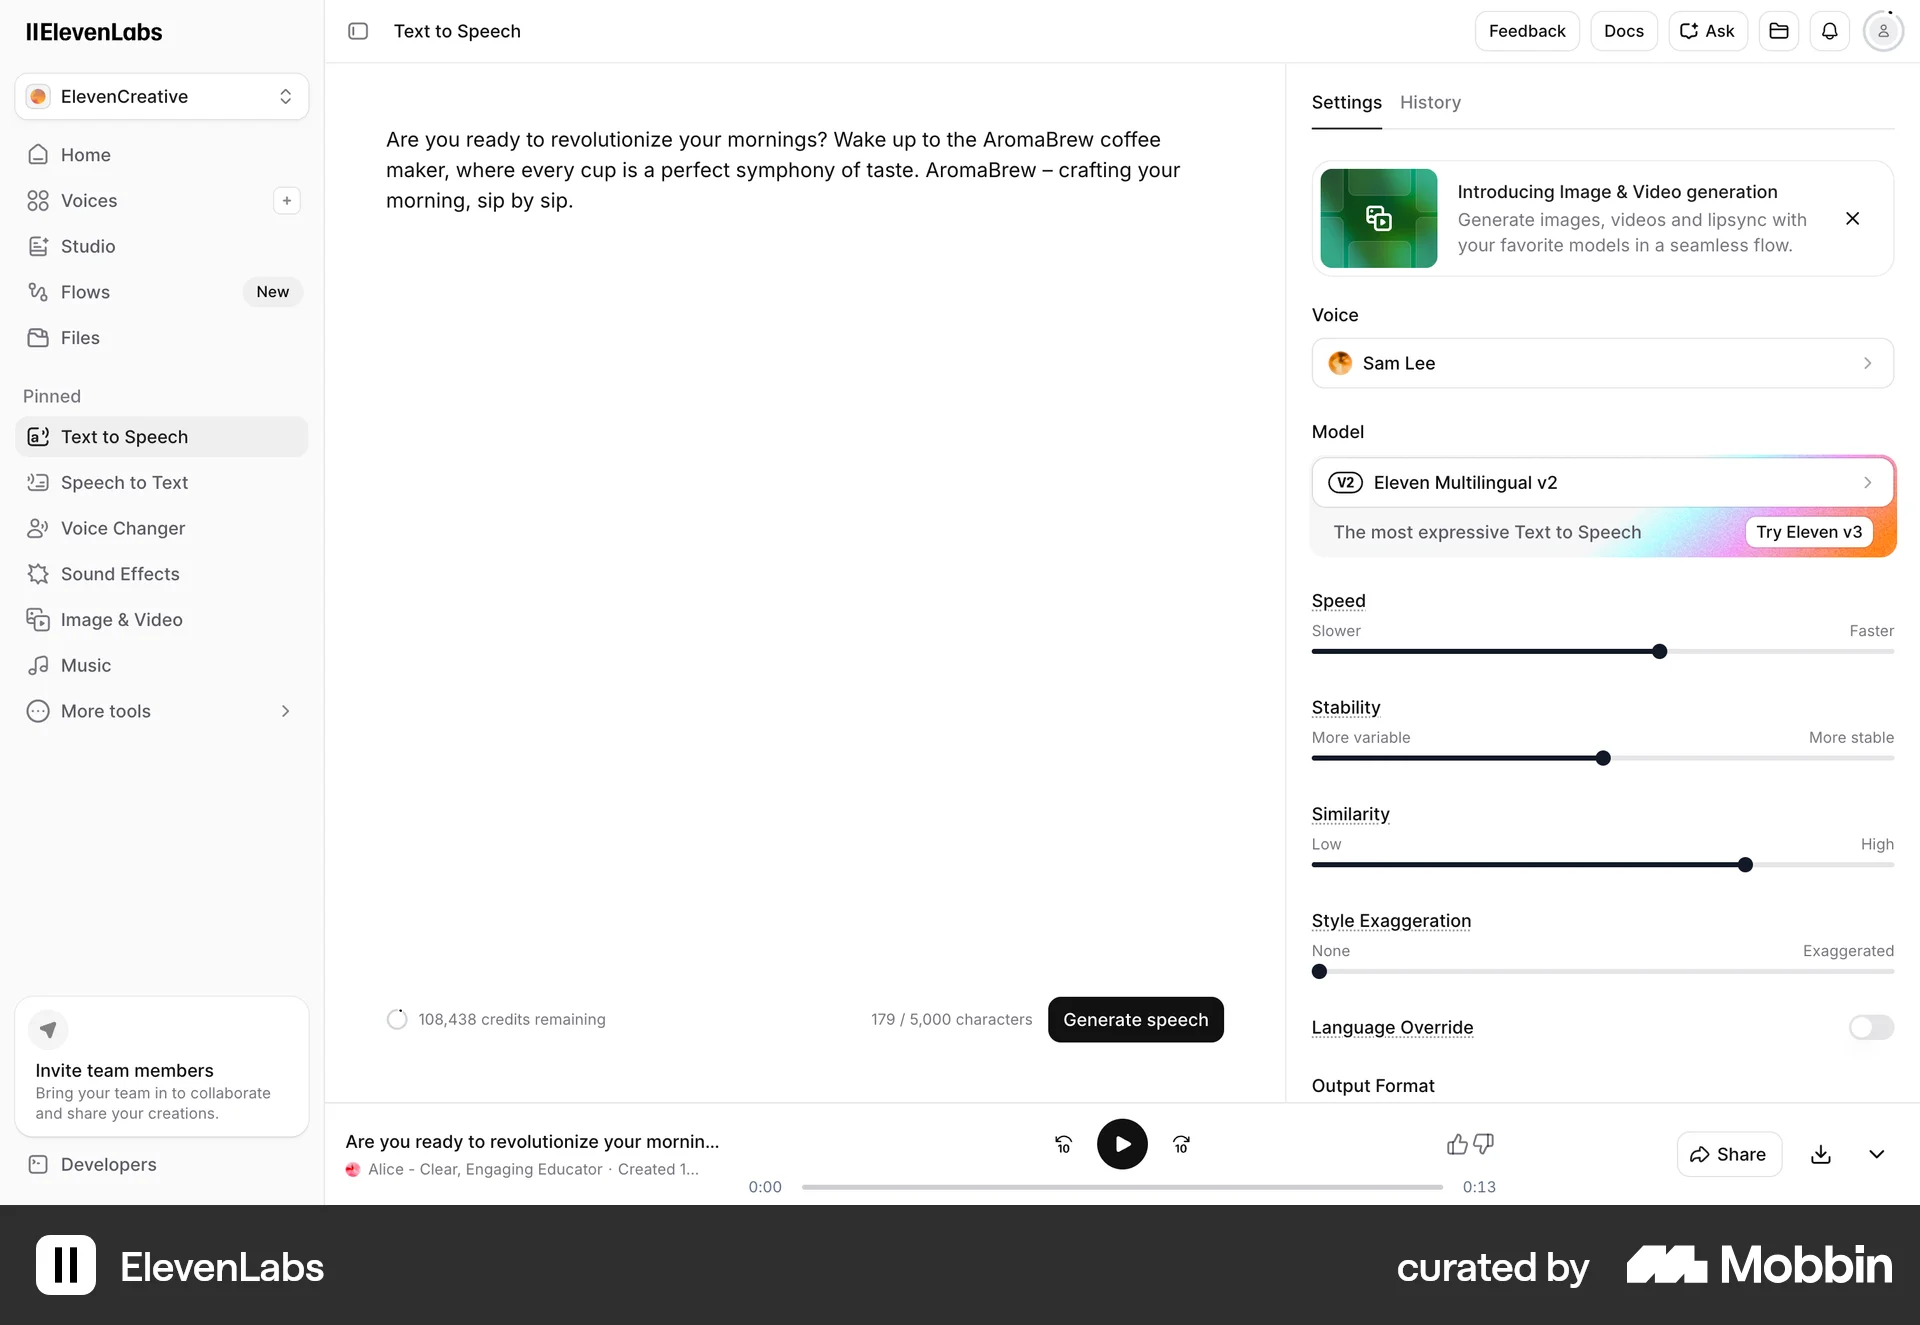 IIElevenLabs
ElevenCreative
Home
Voices
Studio
Flows
New
Files
Pinned
Text to Speech
Speech to Text
Voice Changer
Sound Effects
Image & Video
Music
More tools
Invite team members
Bring your team in to collaborate
and share your creations.
Developers
Text to Speech
Feedback
Docs
Ask
Are you ready to revolutionize your mornings? Wake up to the AromaBrew coffee
maker, where every cup is a perfect symphony of taste. AromaBrew – crafting your
morning, sip by sip.
108,438 credits remaining
179 / 5,000 characters
Generate speech
Settings
History
Introducing Image & Video generation
Generate images, videos and lipsync with
your favorite models in a seamless flow.
Voice
Sam Lee
Model
V2 Eleven Multilingual v2
The most expressive Text to Speech
Try Eleven v3
Speed
Slower
Faster
Stability
More variable
More stable
Similarity
Low
High
Style Exaggeration
None
Exaggerated
Language Override
Output Format
Are you ready to revolutionize your mornin...
Alice - Clear, Engaging Educator · Created 1...
10
10
0:00
0:13
Share
ElevenLabs
curated by
Mobbin